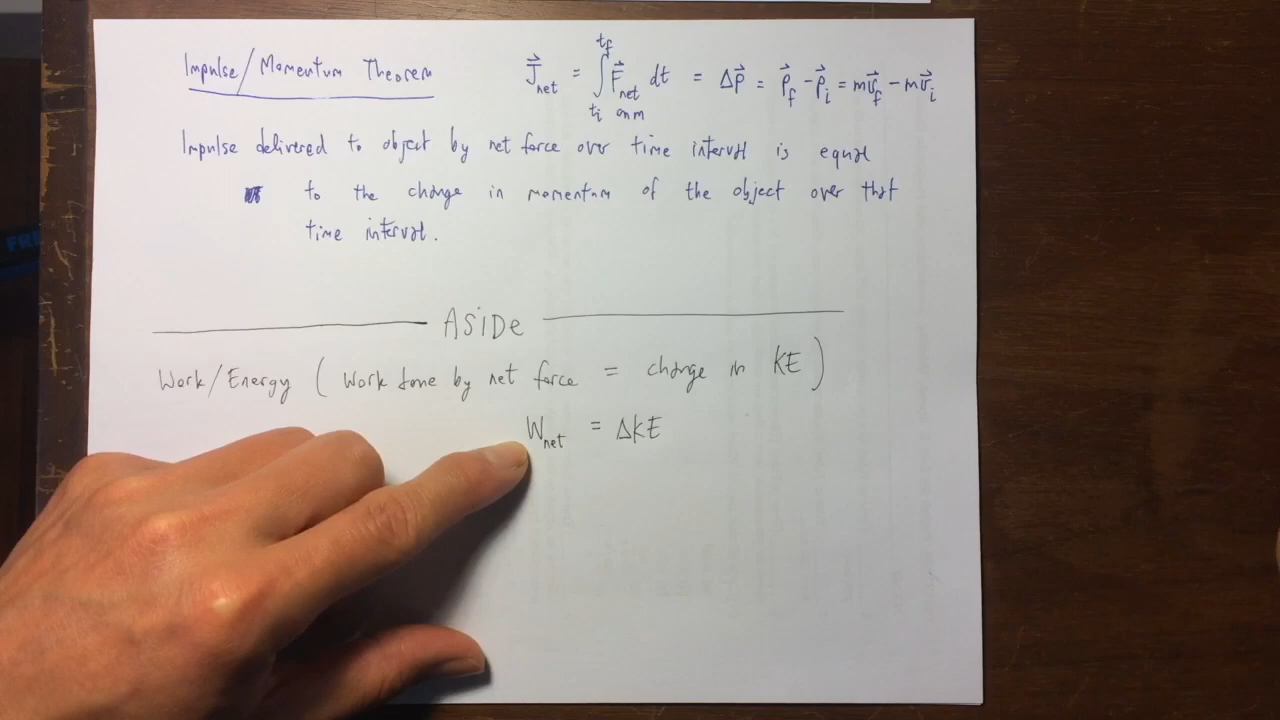 Impulse/Momentum Theorem
J⃗net = ∫ti^tf F⃗net on m dt = Δp⃗ = p⃗f − p⃗i = mv⃗f − mv⃗i
Impulse delivered to object by net force over time interval is equal
to the change in momentum of the object over that
time interval.
ASIDe
Work/Energy (Work done by net force = change in KE)
Wnet = ΔKE